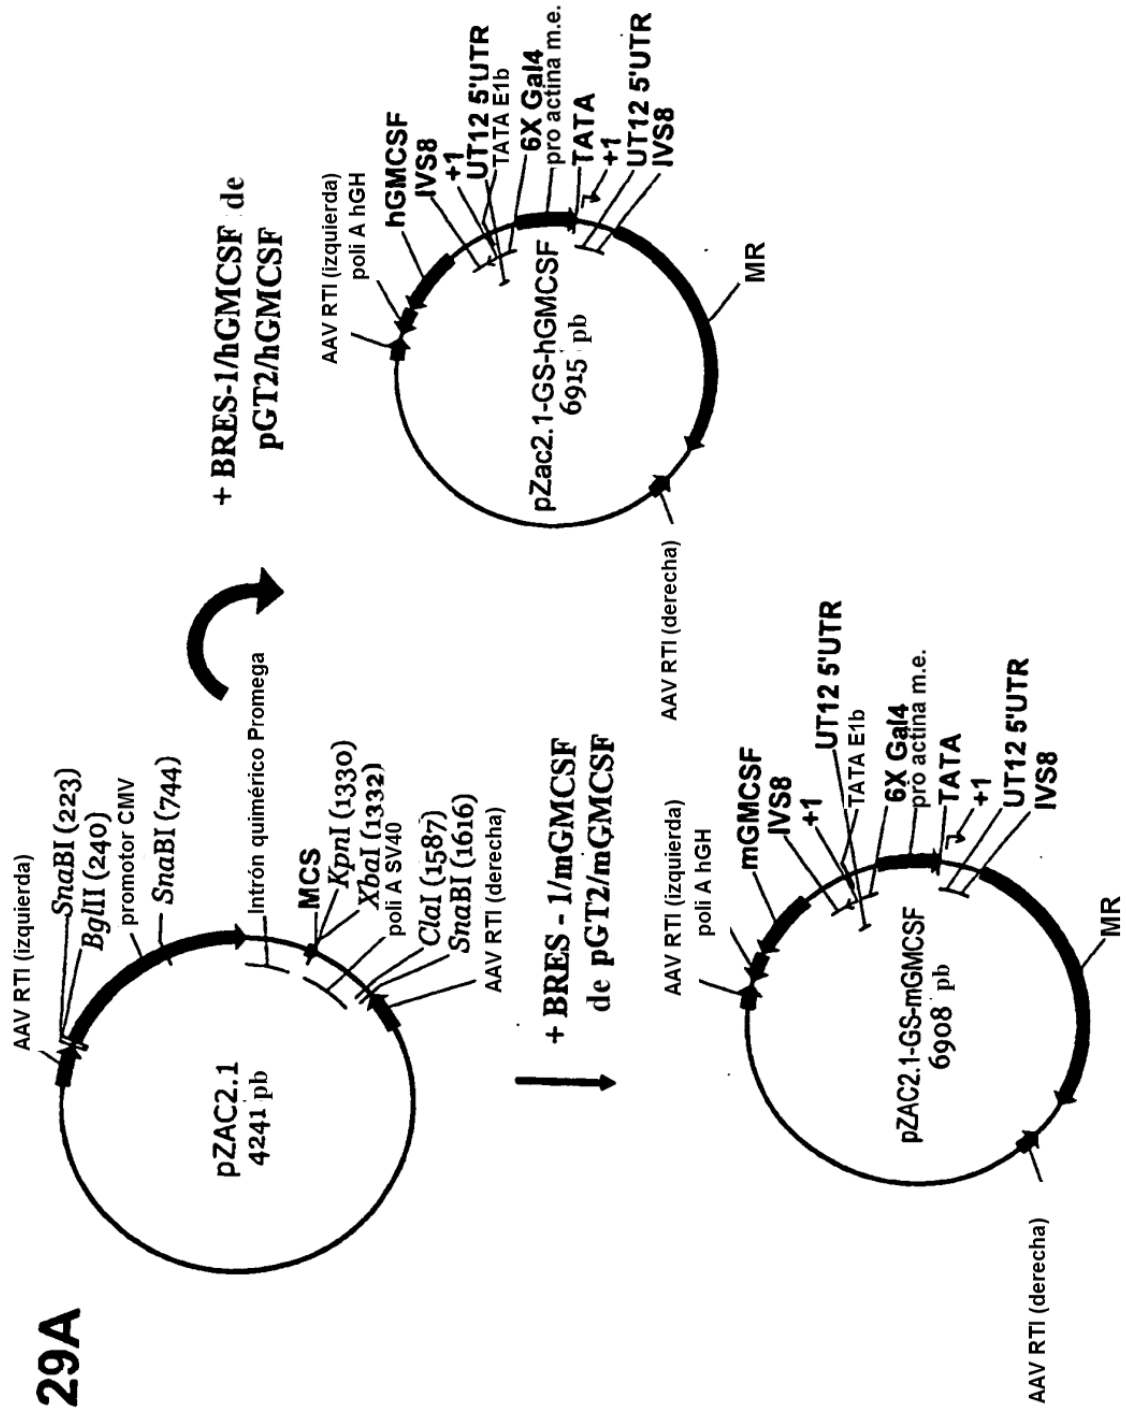 29A
AAV RTI (izquierda)
SnaBI (223)
BglII (240)
promotor CMV
SnaBI (744)
Intrón quimérico Promega
MCS
KpnI (1330)
XbaI (1332)
poli A SV40
ClaI (1587)
SnaBI (1616)
AAV RTI (derecha)
pZAC2.1
4241 pb
+ BRES-1/hGMCSF de
pGT2/hGMCSF
AAV RTI (izquierda)
poli A hGH
hGMCSF
IVS8
+1
UT12 5'UTR
TATA E1b
6X Gal4
pro actina m.e.
TATA
+1
UT12 5'UTR
IVS8
MR
AAV RTI (derecha)
pZac2.1-GS-hGMCSF
6915 pb
+ BRES - 1/mGMCSF
de pGT2/mGMCSF
AAV RTI (izquierda)
poli A hGH
mGMCSF
IVS8
+1
UT12 5'UTR
TATA E1b
6X Gal4
pro actina m.e.
TATA
+1
UT12 5'UTR
IVS8
MR
AAV RTI (derecha)
pZAC2.1-GS-mGMCSF
6908 pb